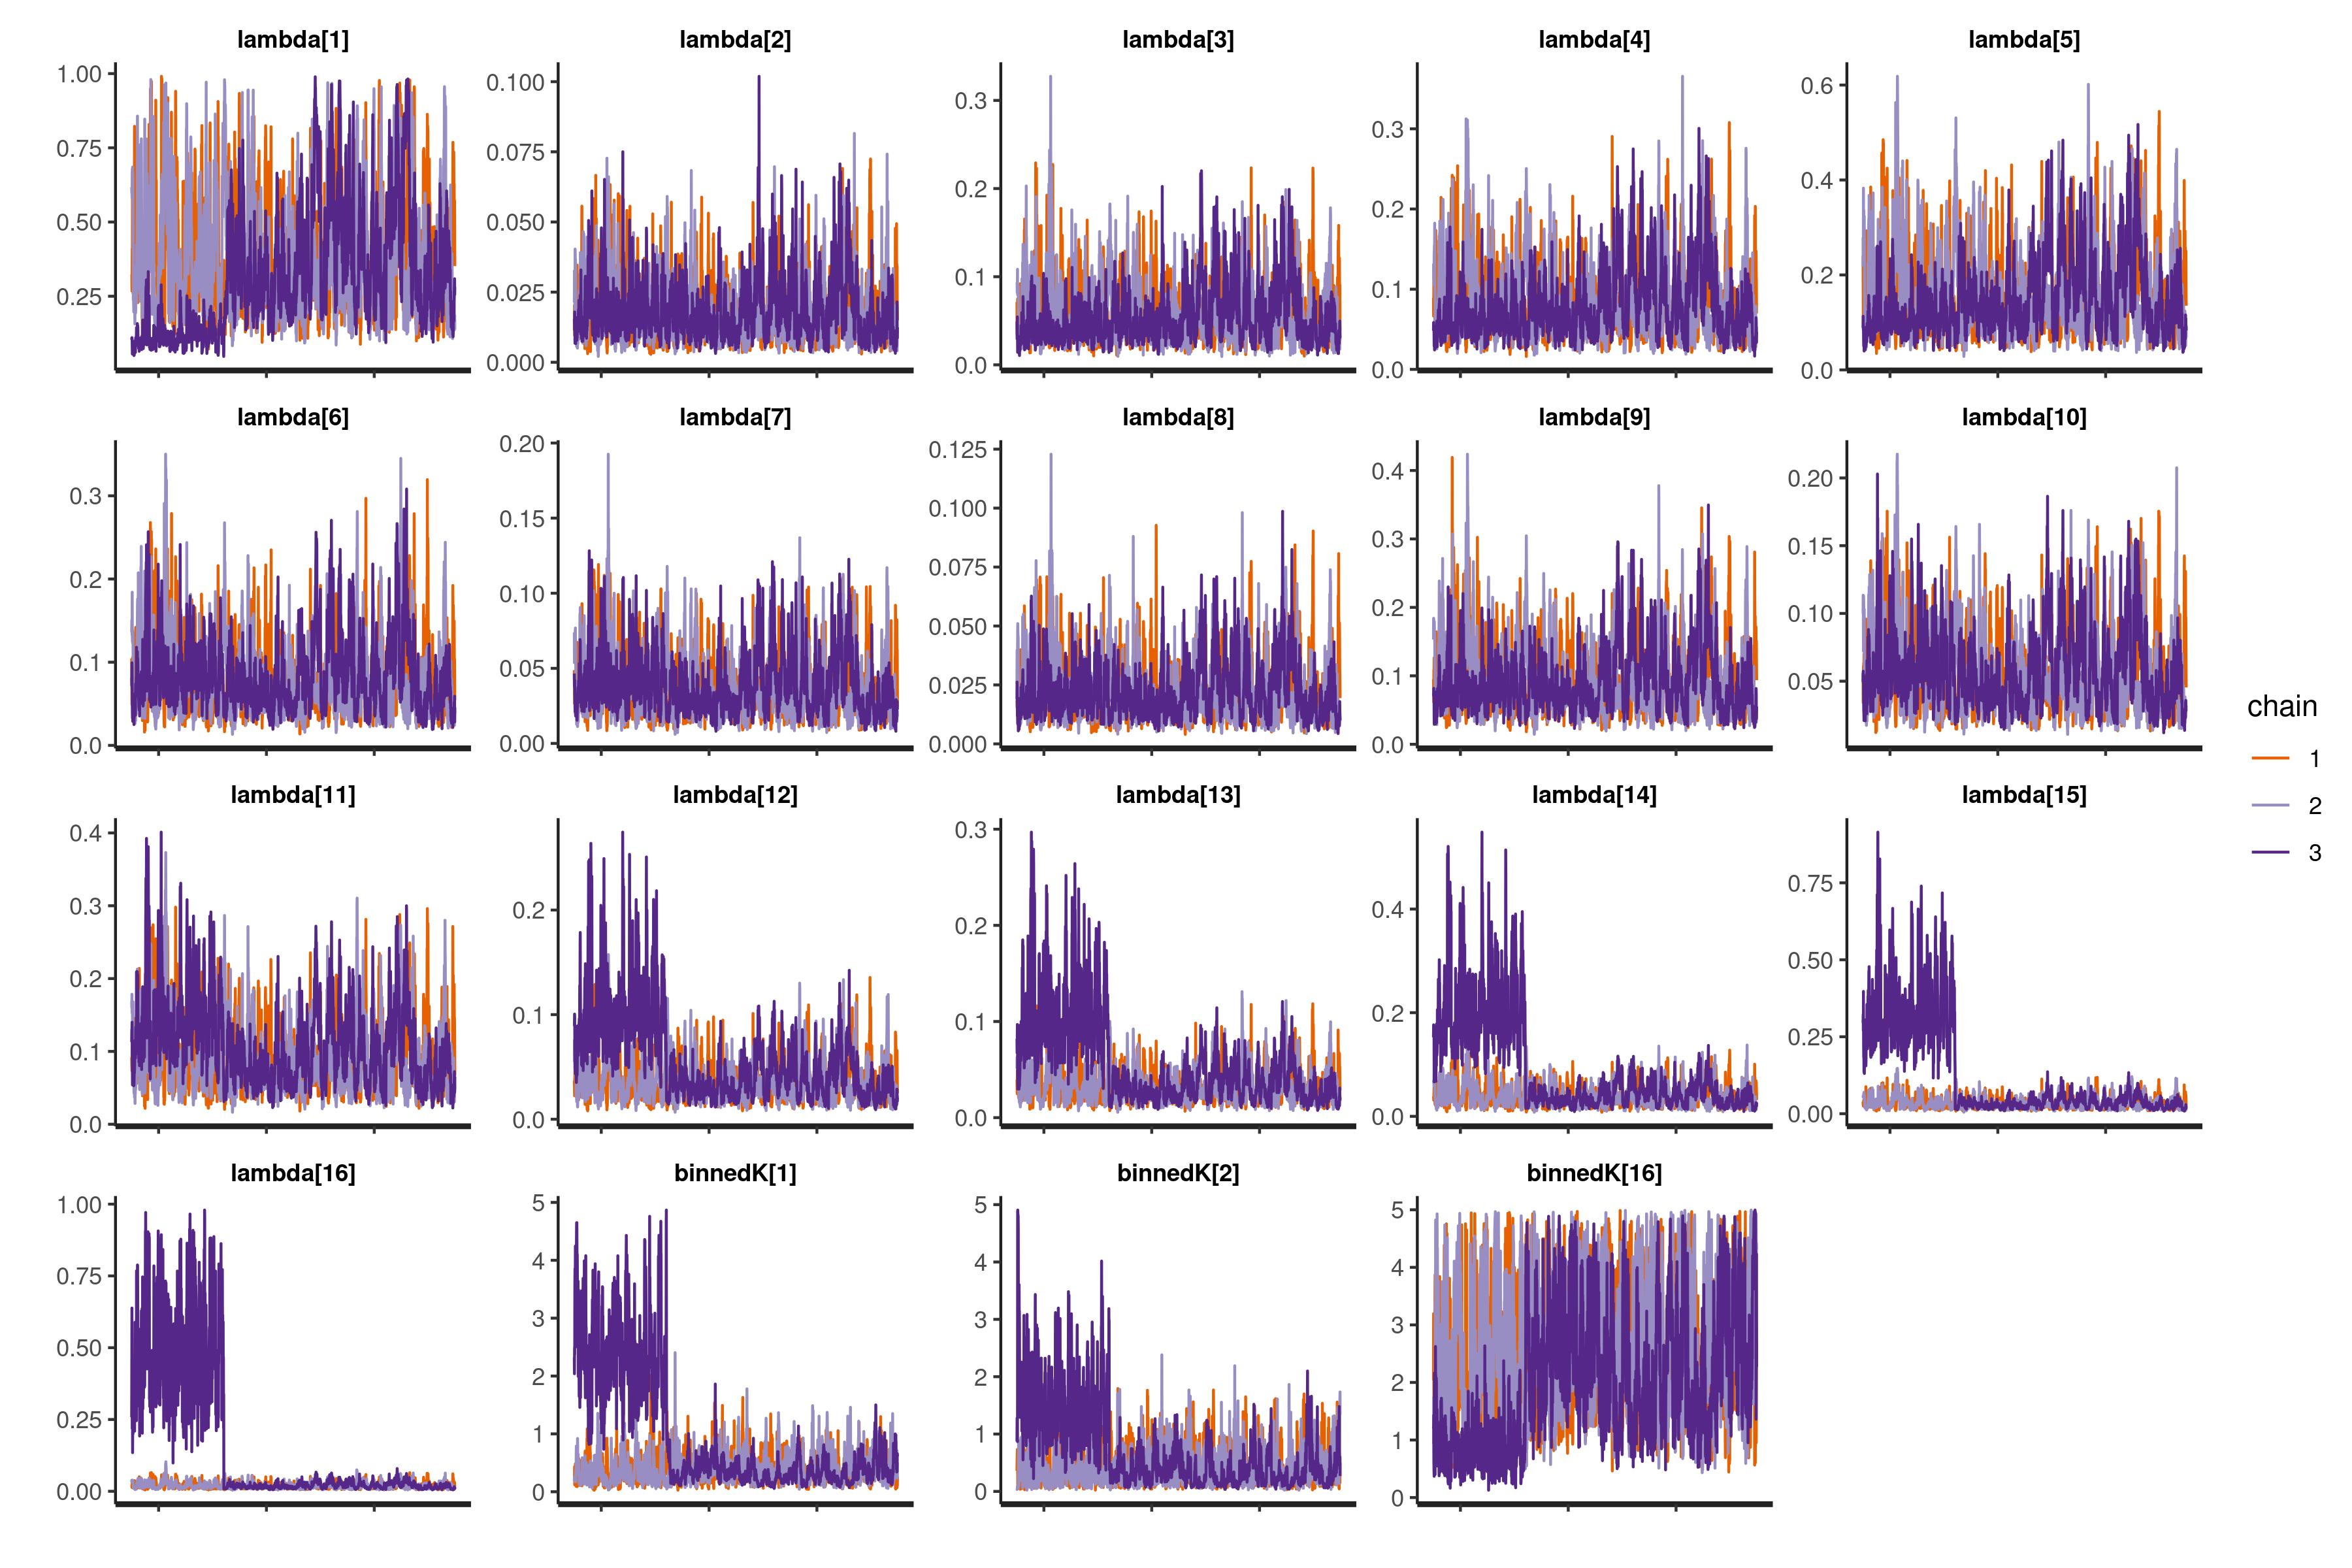 lambda[1] lambda[2] lambda[3] lambda[4] lambda[5]
1.00 0.75 0.50 0.25
0.100 0.075 0.050 0.025 0.000
0.3 0.2 0.1 0.0
0.3 0.2 0.1 0.0
0.6 0.4 0.2 0.0
lambda[6] lambda[7] lambda[8] lambda[9] lambda[10]
0.3 0.2 0.1 0.0
0.20 0.15 0.10 0.05 0.00
0.125 0.100 0.075 0.050 0.025 0.000
0.4 0.3 0.2 0.1 0.0
0.20 0.15 0.10 0.05
lambda[11] lambda[12] lambda[13] lambda[14] lambda[15]
0.4 0.3 0.2 0.1 0.0
0.2 0.1 0.0
0.3 0.2 0.1 0.0
0.4 0.2 0.0
0.75 0.50 0.25 0.00
lambda[16] binnedK[1] binnedK[2] binnedK[16]
1.00 0.75 0.50 0.25 0.00
5 4 3 2 1 0
5 4 3 2 1 0
5 4 3 2 1 0
chain
1
2
3